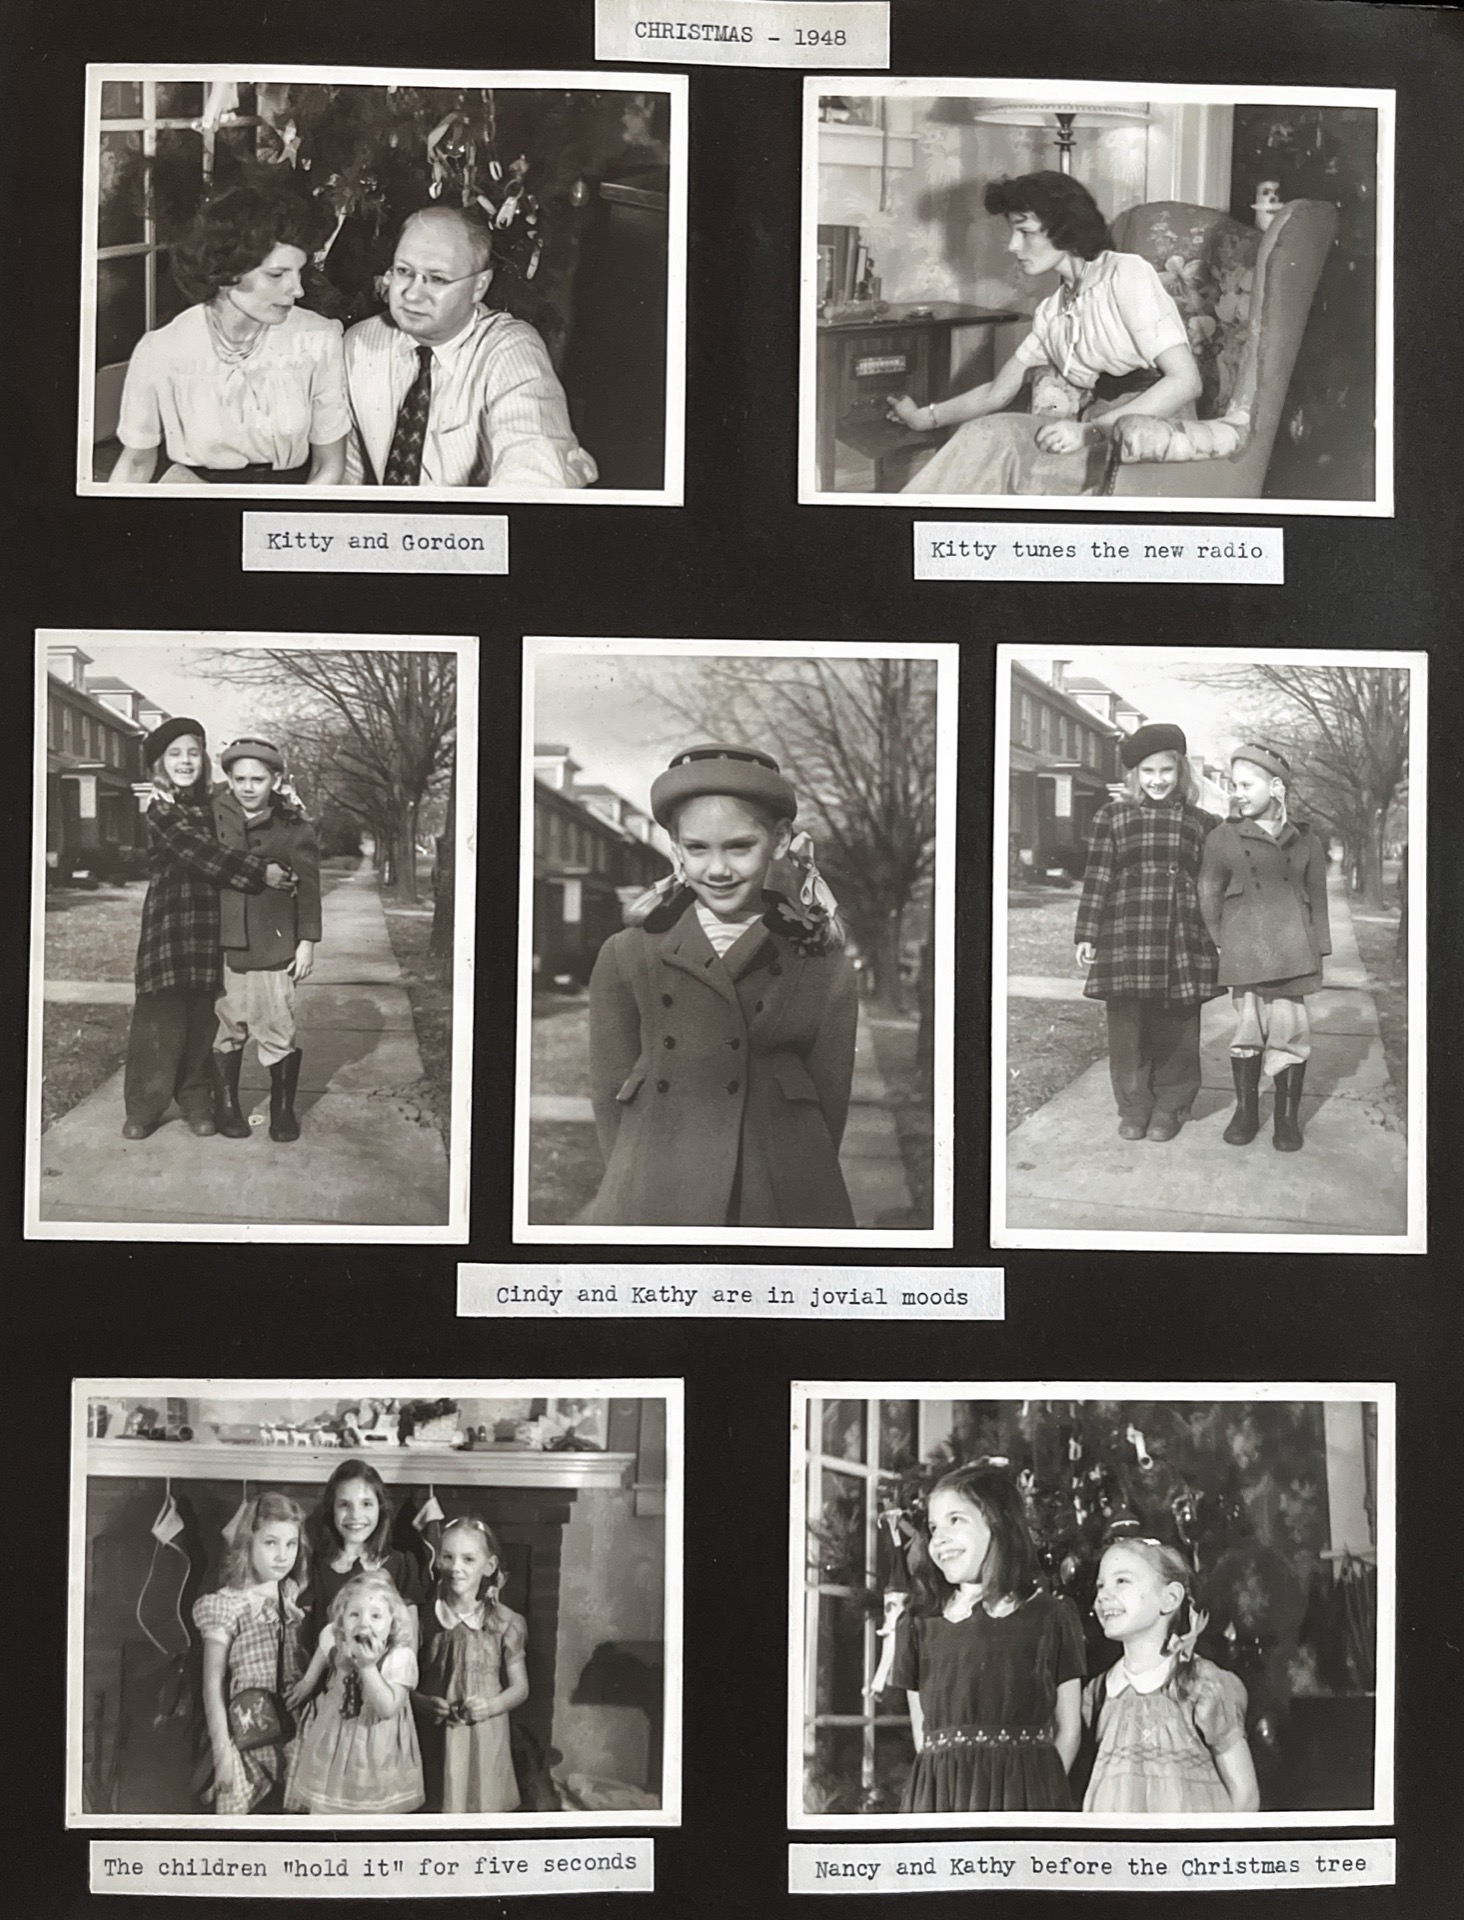 CHRISTMAS - 1948
Kitty and Gordon
Kitty tunes the new radio
Cindy and Kathy are in jovial moods
The children "hold it" for five seconds
Nancy and Kathy before the Christmas tree